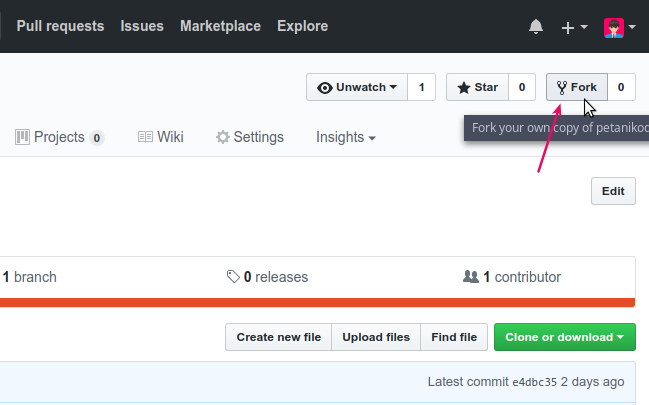 Pull requests Issues Marketplace Explore
Unwatch 1 Star 0 Fork 0
Projects 0 Wiki Settings Insights
Fork your own copy of
Edit
1 branch 0 releases 1 contributor
Create new file Upload files Find file Clone or download
Latest commit e4dbc35 2 days ago